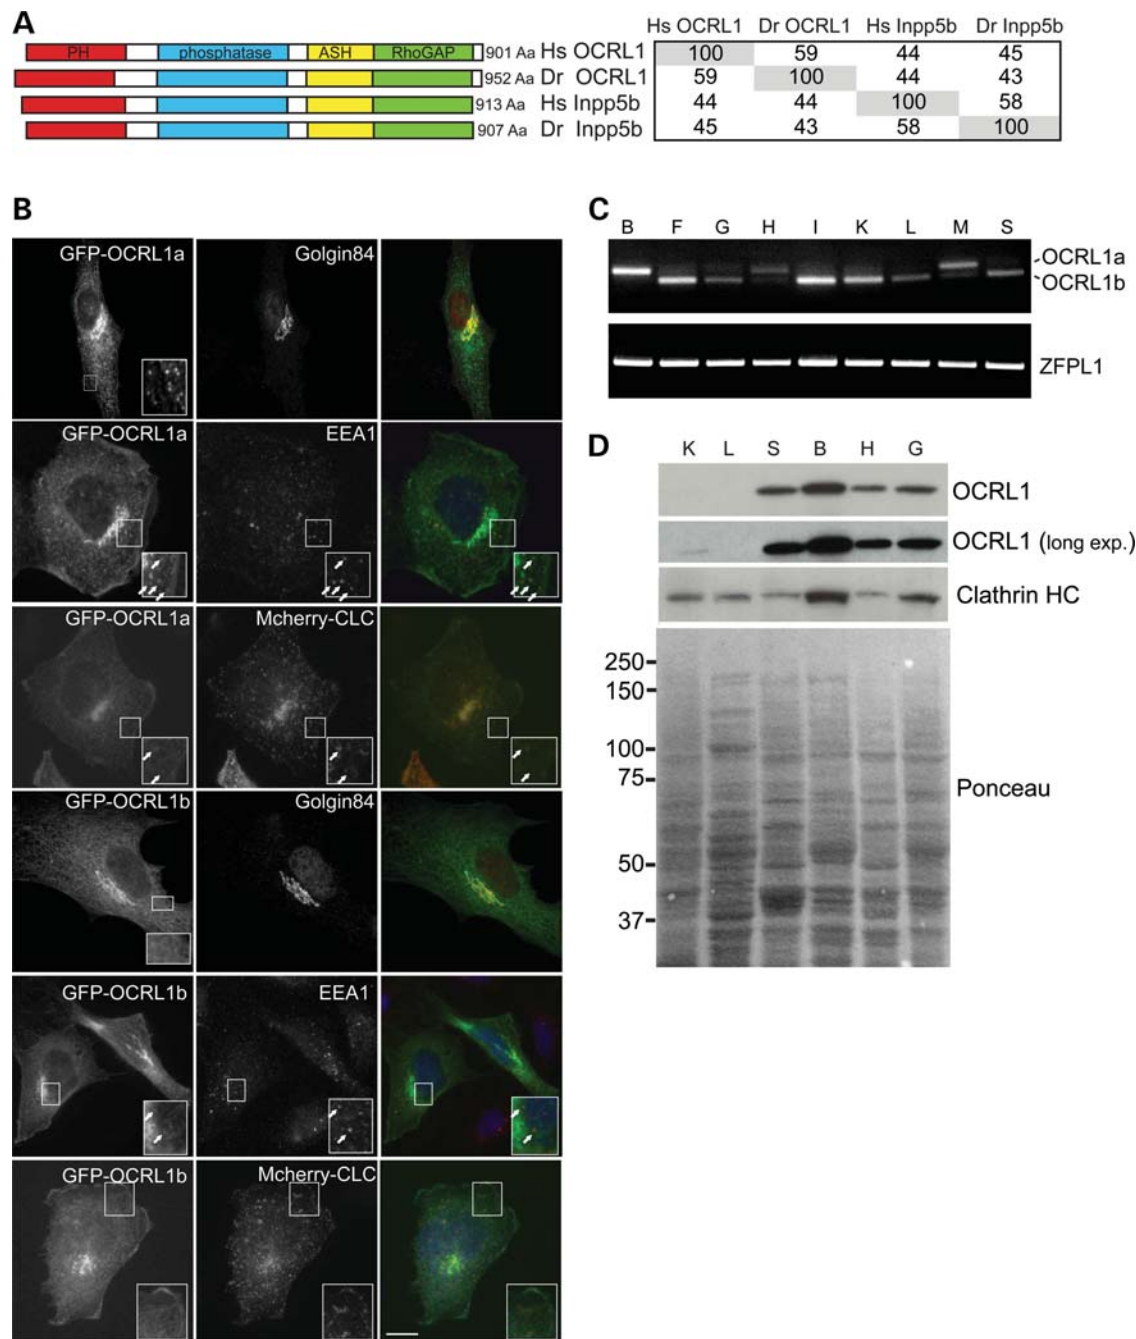 A
Hs OCRL1 Dr OCRL1 Hs Inpp5b Dr Inpp5b
PH phosphatase ASH RhoGAP 901 Aa Hs OCRL1 100 59 44 45
952 Aa Dr OCRL1 59 100 44 43
913 Aa Hs Inpp5b 44 44 100 58
907 Aa Dr Inpp5b 45 43 58 100
B
GFP-OCRL1a Golgin84
GFP-OCRL1a EEA1
GFP-OCRL1a Mcherry-CLC
GFP-OCRL1b Golgin84
GFP-OCRL1b EEA1
GFP-OCRL1b Mcherry-CLC
C
B F G H I K L M S
OCRL1a
OCRL1b
ZFPL1
D
K L S B H G
OCRL1
OCRL1 (long exp.)
Clathrin HC
250
150
100
75
50
37
Ponceau